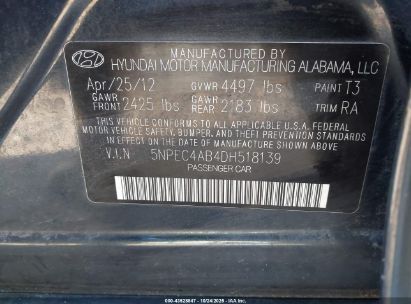 MANUFACTURED BY
HYUNDAI MOTOR MANUFACTURING ALABAMA, LLC
Apr/25/12 GVWR 4497 lbs PAINT T3
GAWR FRONT 2425 lbs GAWR REAR 2183 lbs TRIM RA
THIS VEHICLE CONFORMS TO ALL APPLICABLE U.S.A. FEDERAL
MOTOR VEHICLE SAFETY, BUMPER, AND THEFT PREVENTION STANDARDS
IN EFFECT ON THE DATE OF MANUFACTURE SHOWN ABOVE.
V.I.N 5NPEC4AB4DH518139
PASSENGER CAR